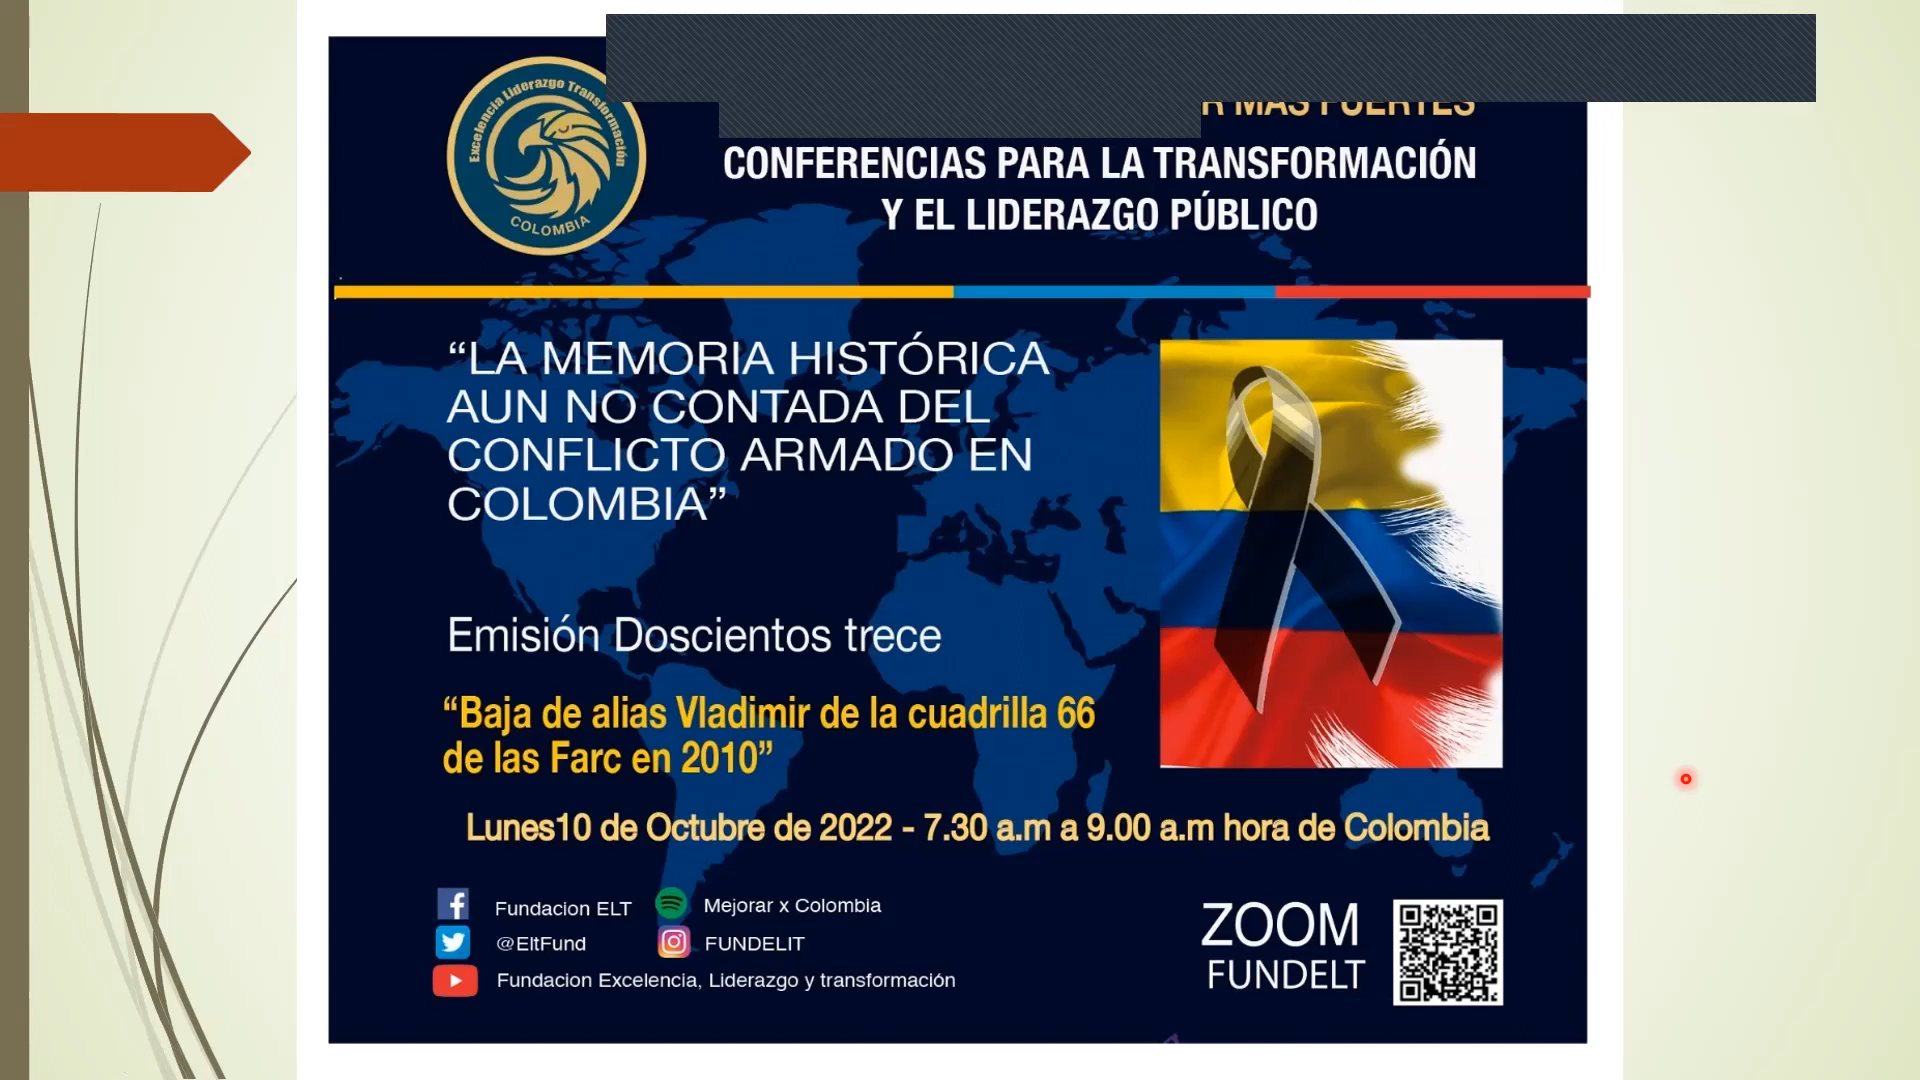 Excelencia Liderazgo Transformación
COLOMBIA
MAS FUERTES
CONFERENCIAS PARA LA TRANSFORMACIÓN
Y EL LIDERAZGO PÚBLICO
“LA MEMORIA HISTÓRICA
AUN NO CONTADA DEL
CONFLICTO ARMADO EN
COLOMBIA”
Emisión Doscientos trece
“Baja de alias Vladimir de la cuadrilla 66
de las Farc en 2010”
Lunes10 de Octubre de 2022 - 7.30 a.m a 9.00 a.m hora de Colombia
Fundacion ELT
Mejorar x Colombia
@EltFund
FUNDELIT
Fundacion Excelencia, Liderazgo y transformación
ZOOM
FUNDELT